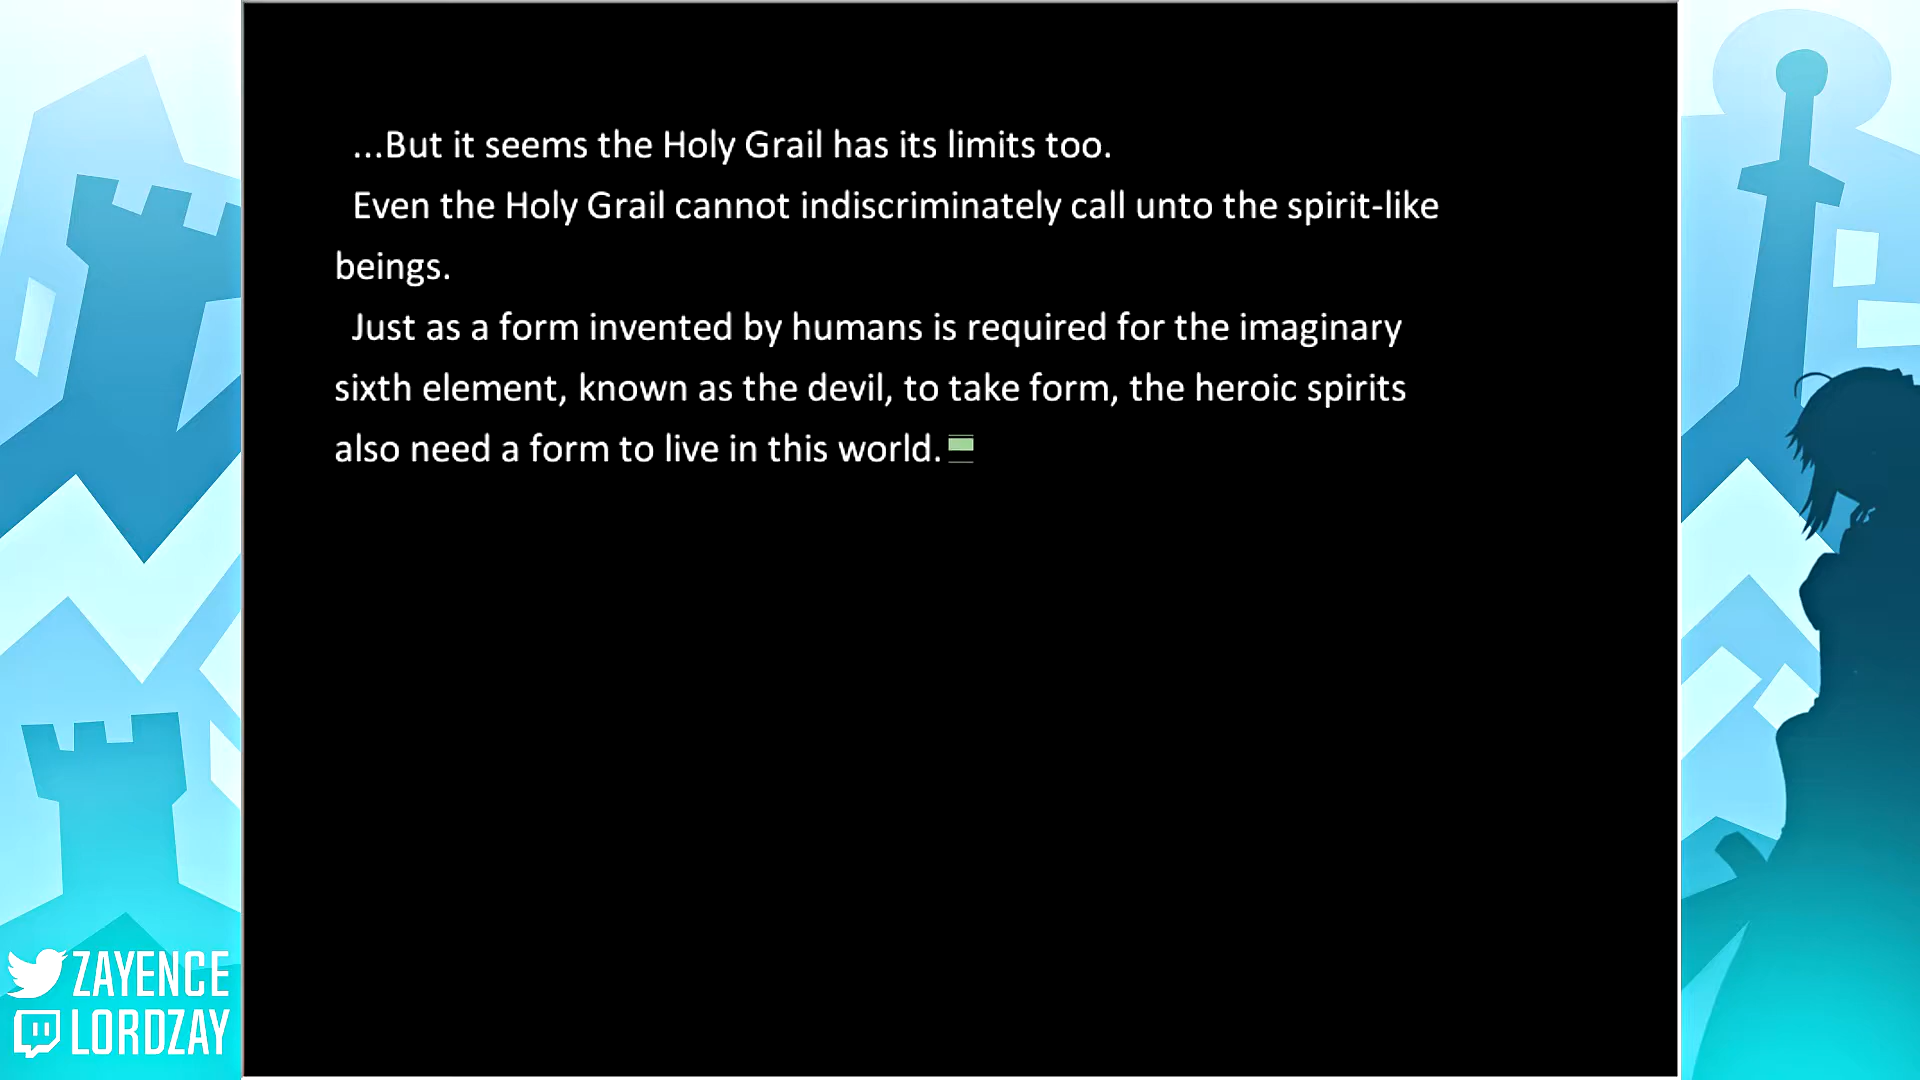 ...But it seems the Holy Grail has its limits too.
Even the Holy Grail cannot indiscriminately call unto the spirit-like
beings.
Just as a form invented by humans is required for the imaginary
sixth element, known as the devil, to take form, the heroic spirits
also need a form to live in this world.
ZAYENCE
LORDZAY